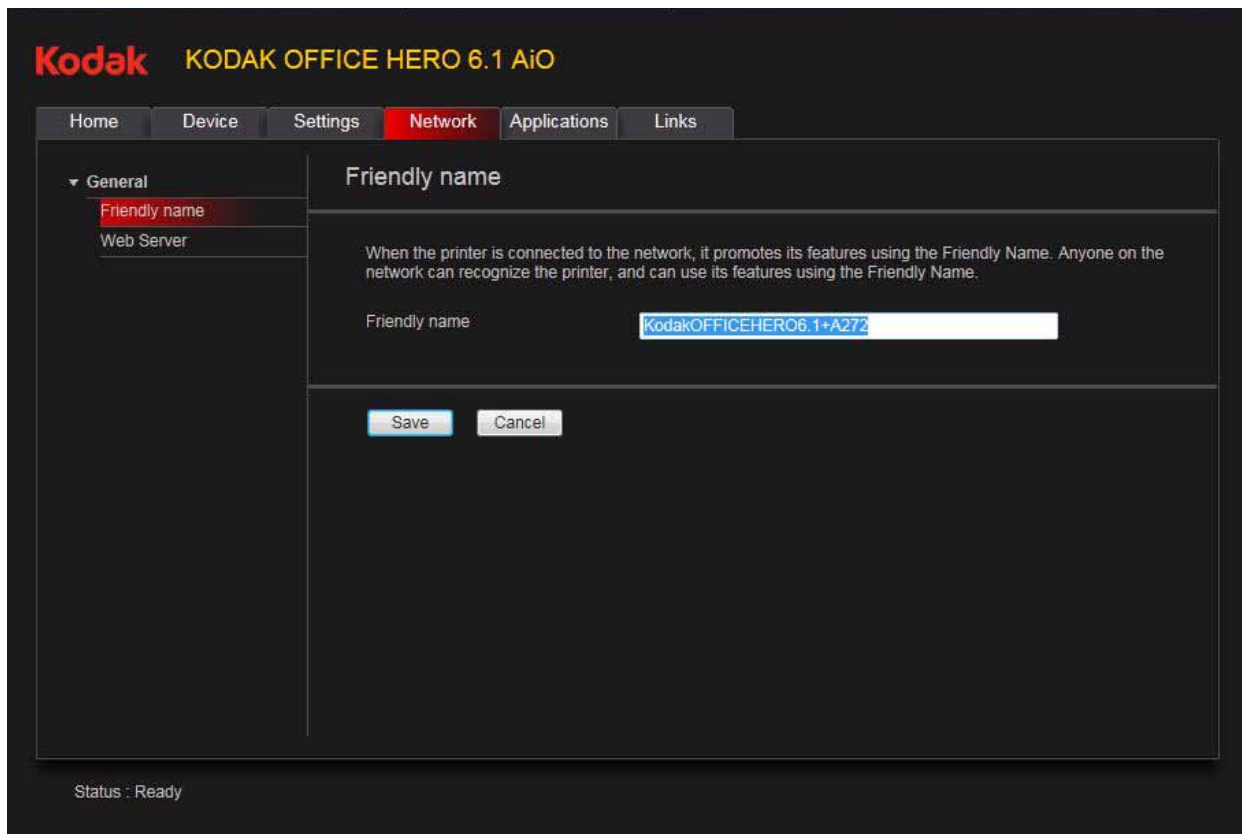 Kodak KODAK OFFICE HERO 6.1 AiO
Home Device Settings Network Applications Links
General
Friendly name
Web Server
Friendly name
When the printer is connected to the network, it promotes its features using the Friendly Name. Anyone on the
network can recognize the printer, and can use its features using the Friendly Name.
Friendly name KodakOFFICEHERO6.1+A272
Save Cancel
Status : Ready